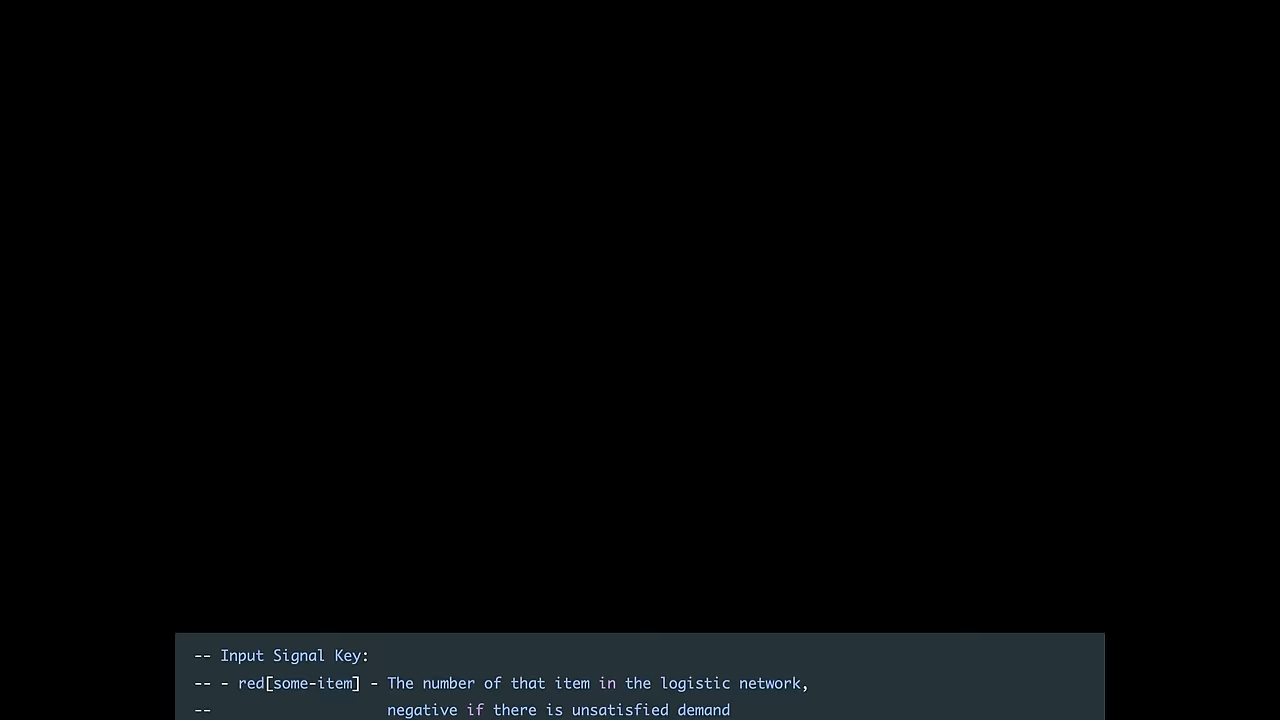 -- Input Signal Key:
-- - red[some-item] - The number of that item in the logistic network,
-- negative if there is unsatisfied demand